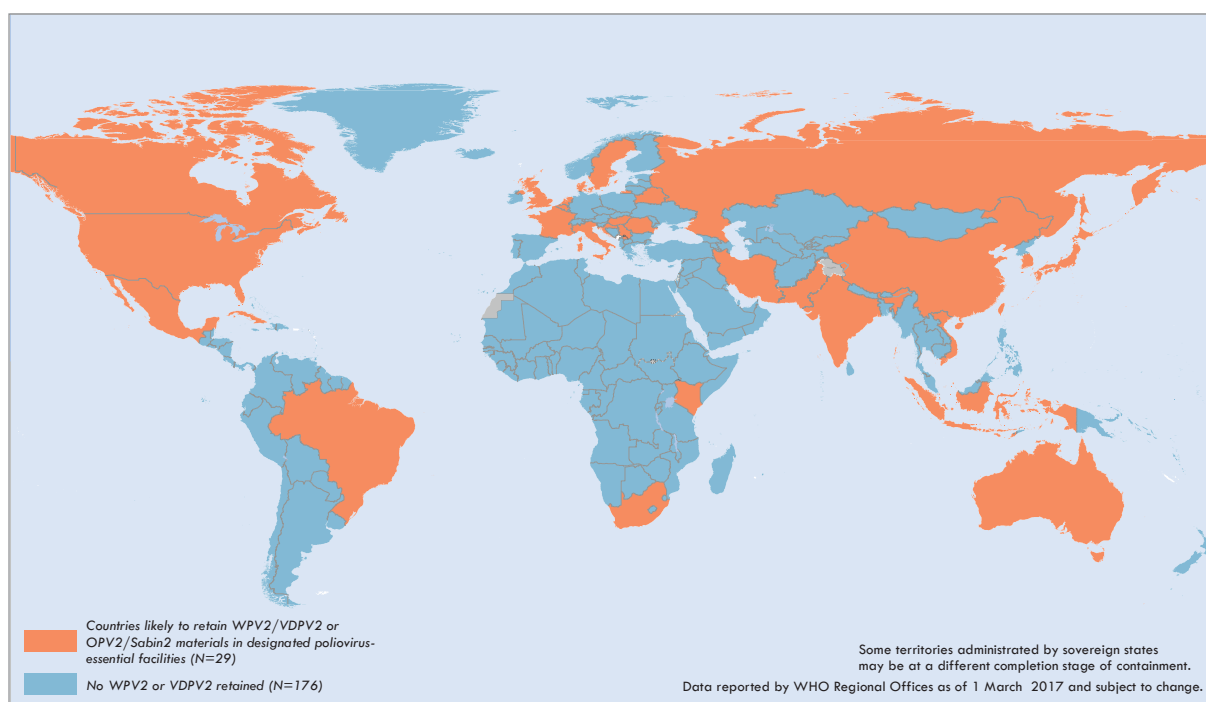 Countries likely to retain WPV2/VDPV2 or
OPV2/Sabin2 materials in designated poliovirus-
essential facilities (N=29)
No WPV2 or VDPV2 retained (N=176)
Some territories administrated by sovereign states
may be at a different completion stage of containment.
Data reported by WHO Regional Offices as of 1 March 2017 and subject to change.